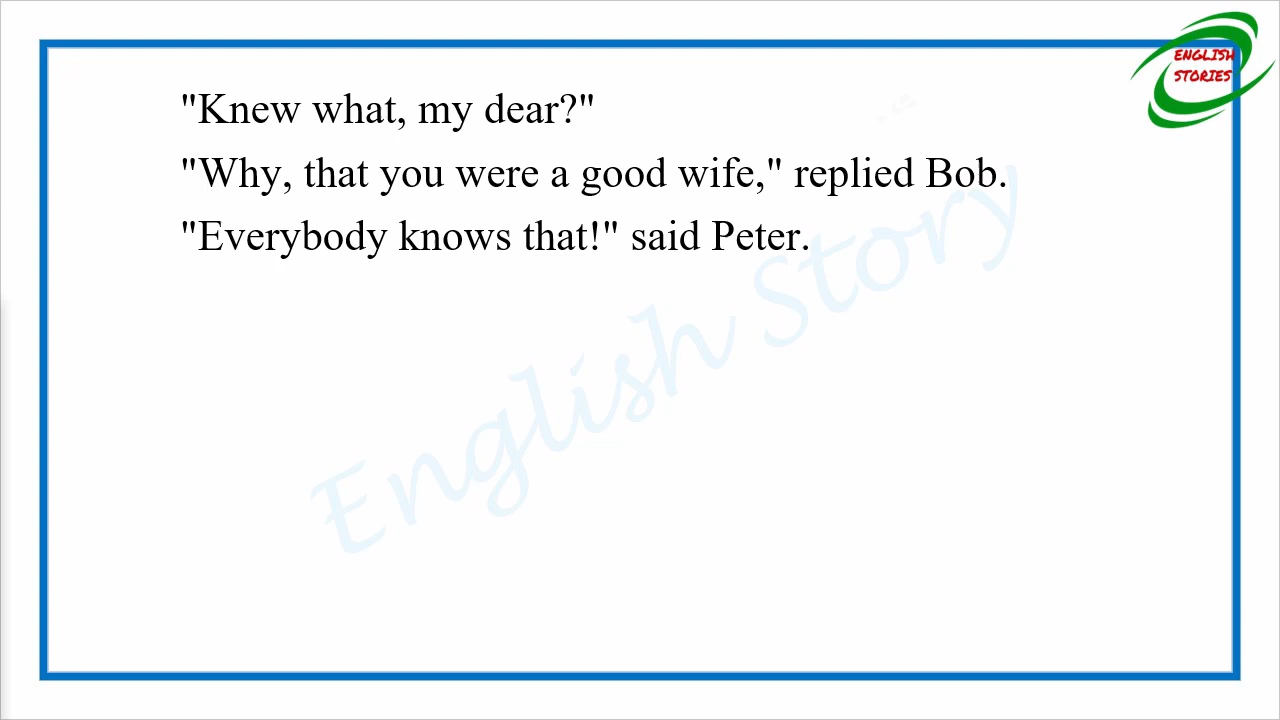 ENGLISH
STORIES
"Knew what, my dear?"
"Why, that you were a good wife," replied Bob.
"Everybody knows that!" said Peter.
English Story